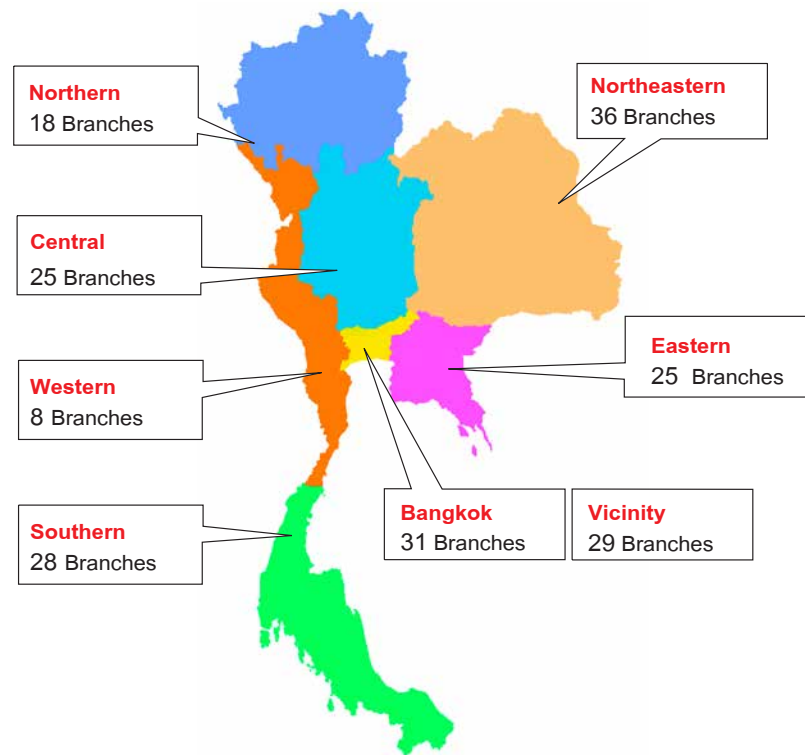 Northern
18 Branches
Northeastern
36 Branches
Central
25 Branches
Eastern
25 Branches
Western
8 Branches
Bangkok
31 Branches
Vicinity
29 Branches
Southern
28 Branches